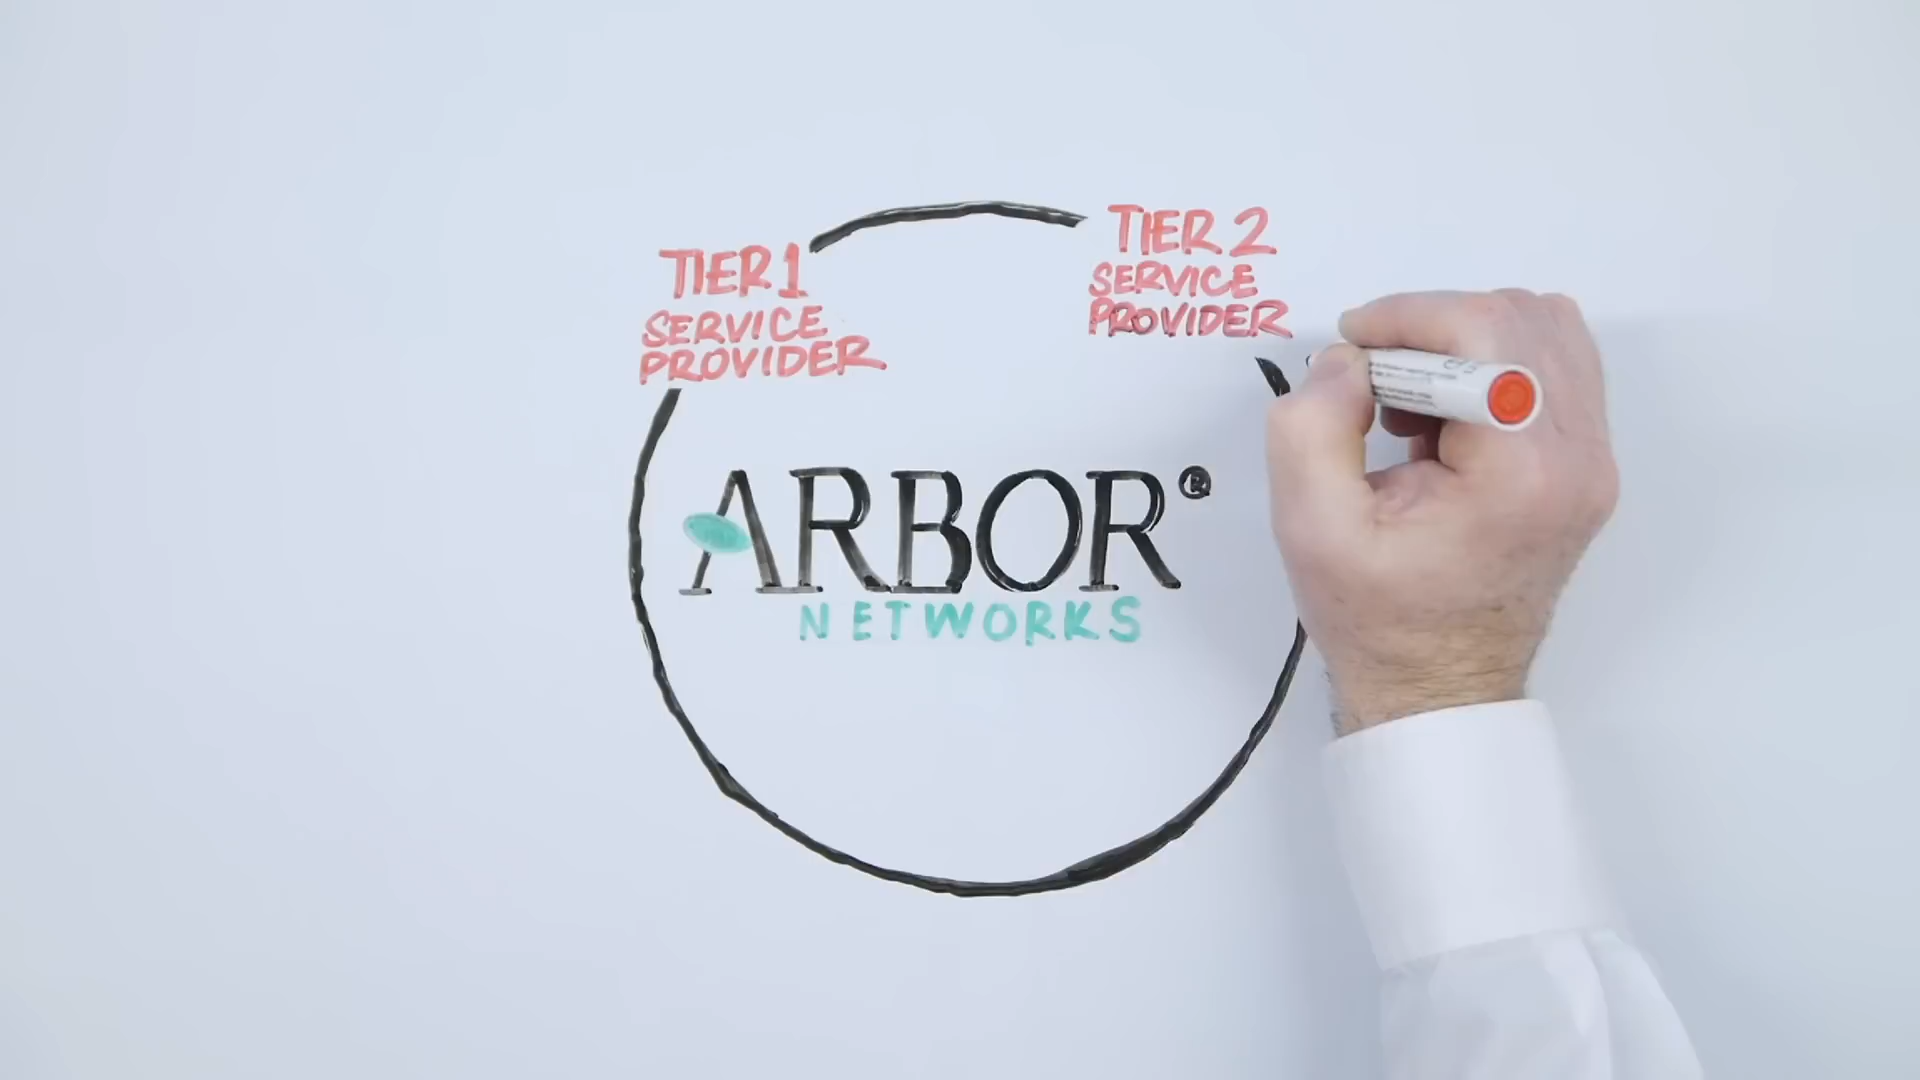 TIER 1
SERVICE
PROVIDER
TIER 2
SERVICE
PROVIDER
ARBOR®
NETWORKS